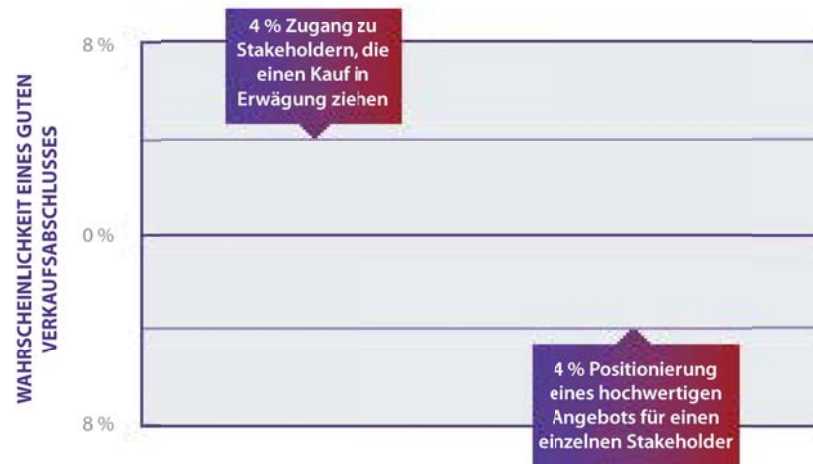 WAHRSCHEINLICHKEIT EINES GUTEN
VERKAUFSABSCHLUSSES
8 %
0 %
8 %
4 % Zugang zu
Stakeholdern, die
einen Kauf in
Erwägung ziehen
4 % Positionierung
eines hochwertigen
Angebots für einen
einzelnen Stakeholder